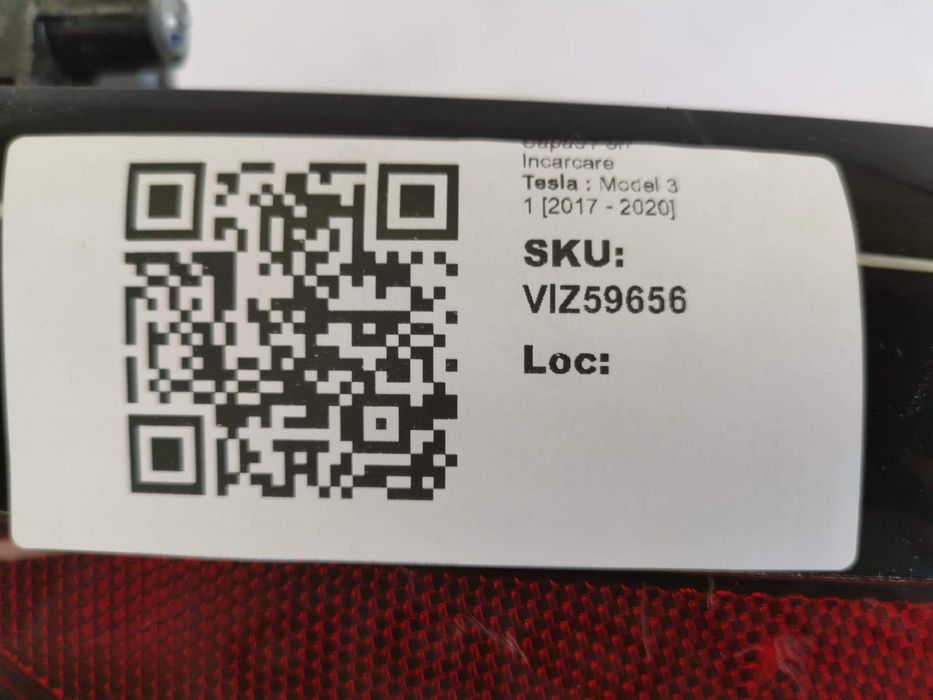 Incarcare
Tesla : Model 3
1 [2017 - 2020]
SKU:
VIZ59656
Loc: